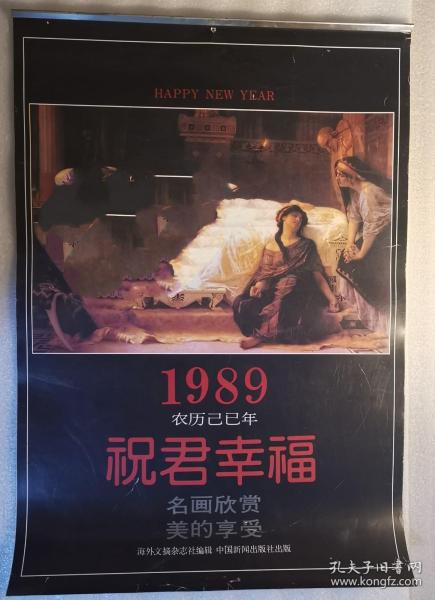 HAPPY NEW YEAR
1989
农历己巳年
祝君幸福
名画欣赏
美的享受
海外文摘杂志社编辑 中国新闻出版社出版
孔夫子旧书网
www.kongfz.com